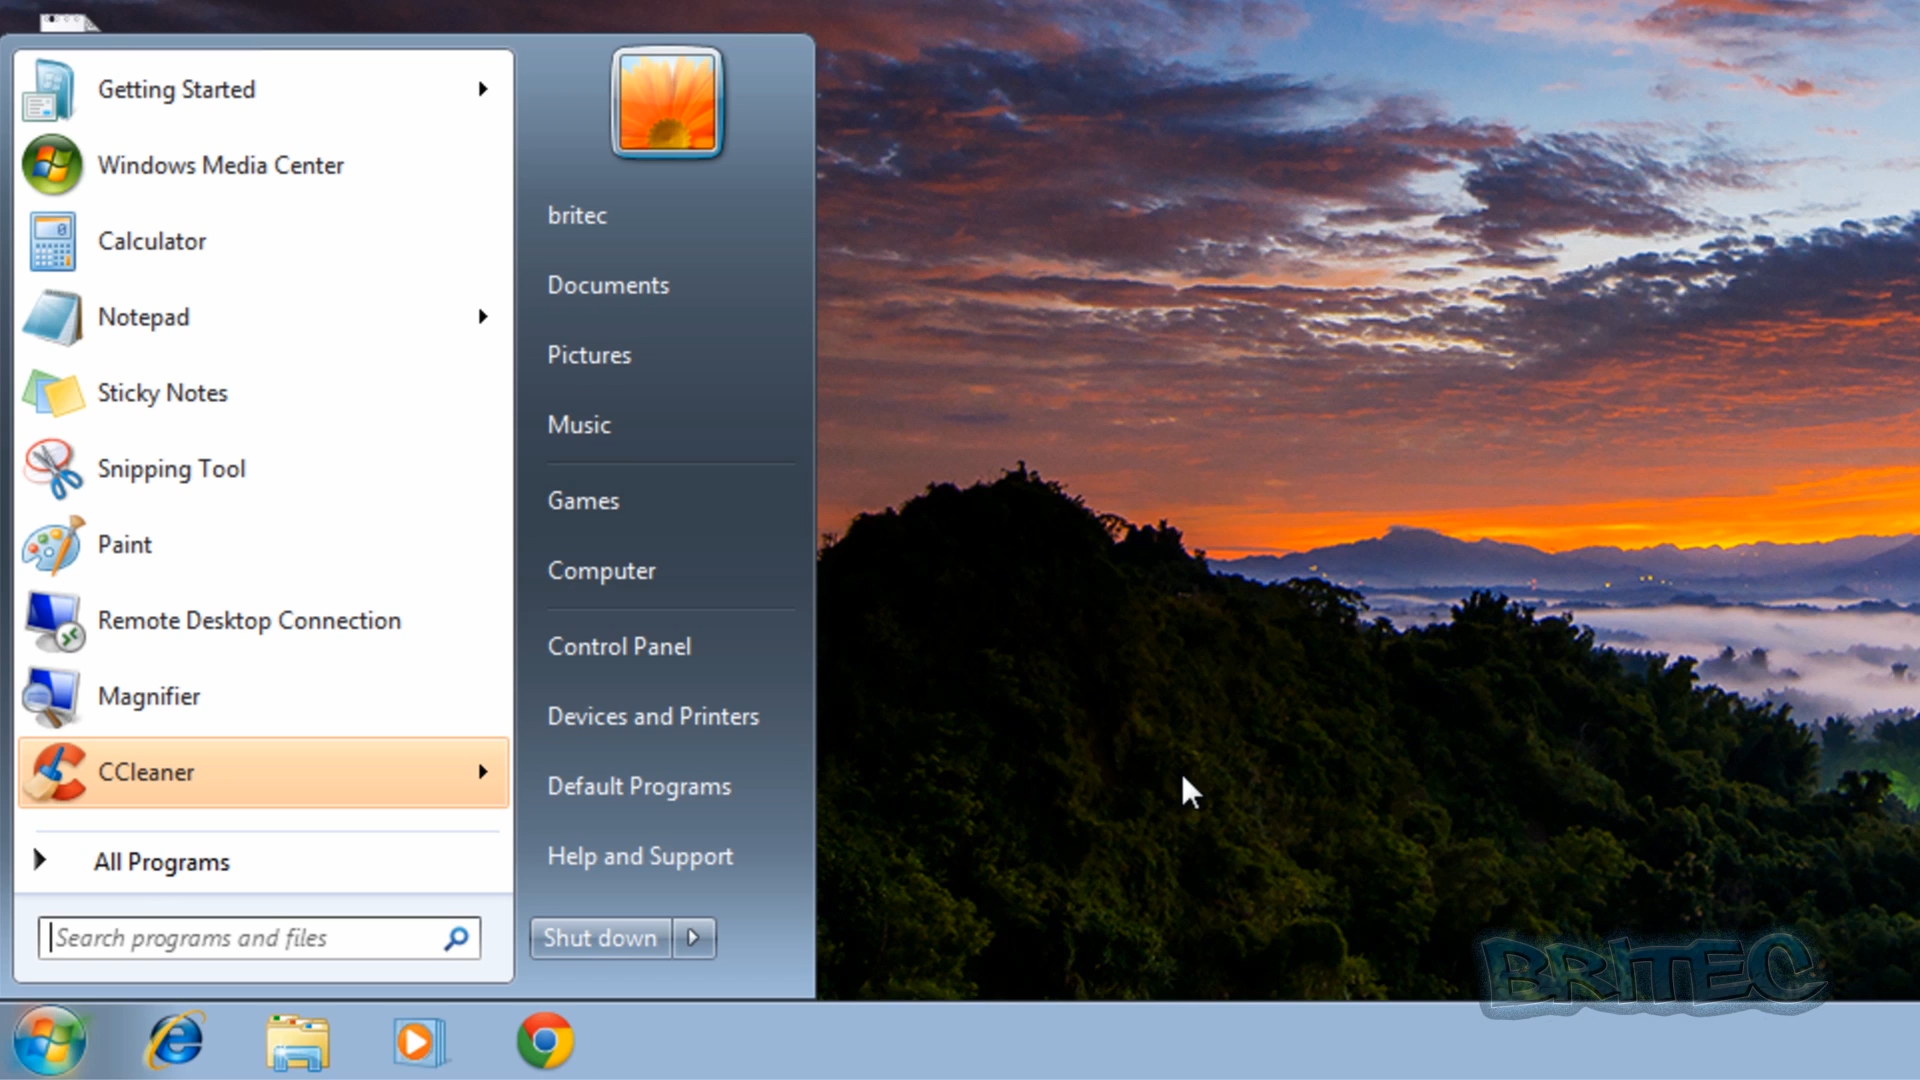 Getting Started
Windows Media Center
Calculator
Notepad
Sticky Notes
Snipping Tool
Paint
Remote Desktop Connection
Magnifier
CCleaner
All Programs
Search programs and files
britec
Documents
Pictures
Music
Games
Computer
Control Panel
Devices and Printers
Default Programs
Help and Support
Shut down
BRITEC